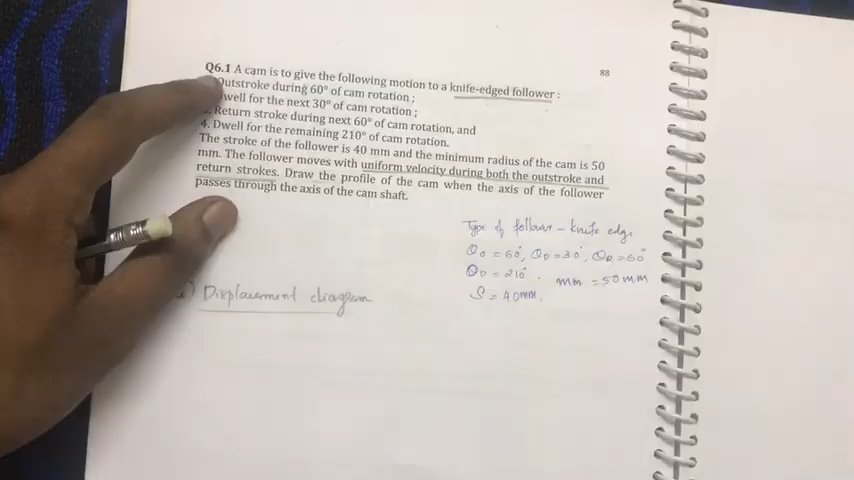 88
Q6.1 A cam is to give the following motion to a knife-edged follower :
Outstroke during 60° of cam rotation ;
well for the next 30° of cam rotation ;
Return stroke during next 60° of cam rotation, and
4. Dwell for the remaining 210° of cam rotation.
The stroke of the follower is 40 mm and the minimum radius of the cam is 50
mm. The follower moves with uniform velocity during both the outstroke and
return strokes. Draw the profile of the cam when the axis of the follower
passes through the axis of the cam shaft.
Type of follower - knife edge
θO = 60°, θD = 30°, θR = 60°
θD = 210°. mm = 50mm
S = 40mm.
) Displacement diagram